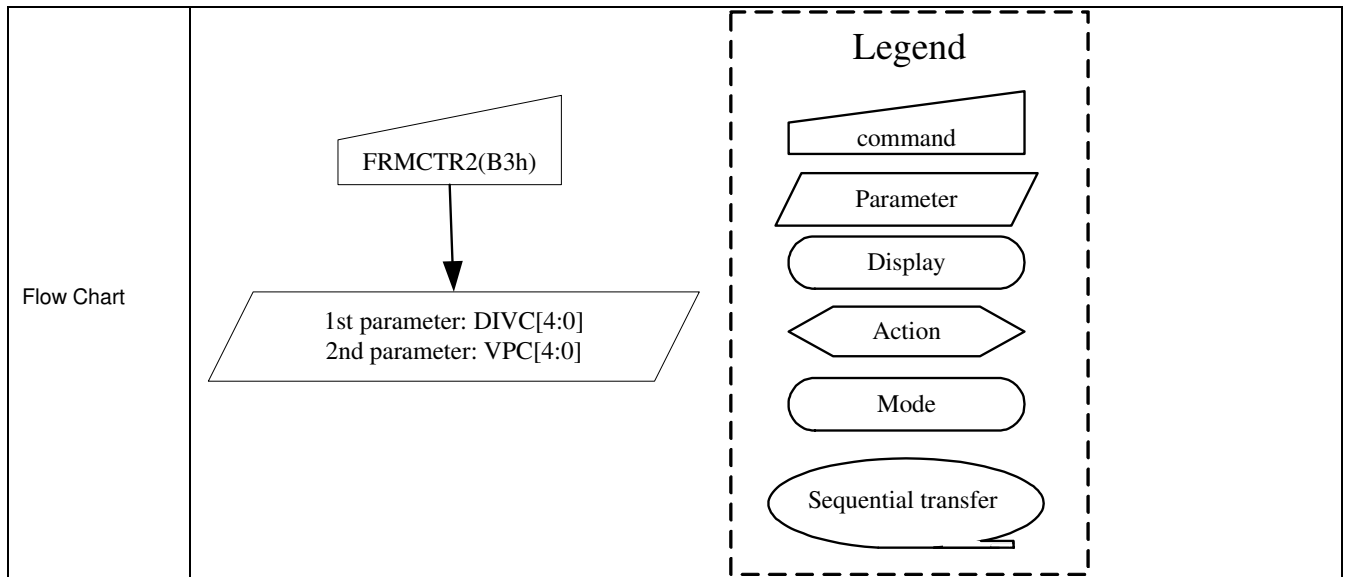 Flow Chart
FRMCTR2(B3h)
1st parameter: DIVC[4:0]
2nd parameter: VPC[4:0]
Legend
command
Parameter
Display
Action
Mode
Sequential transfer